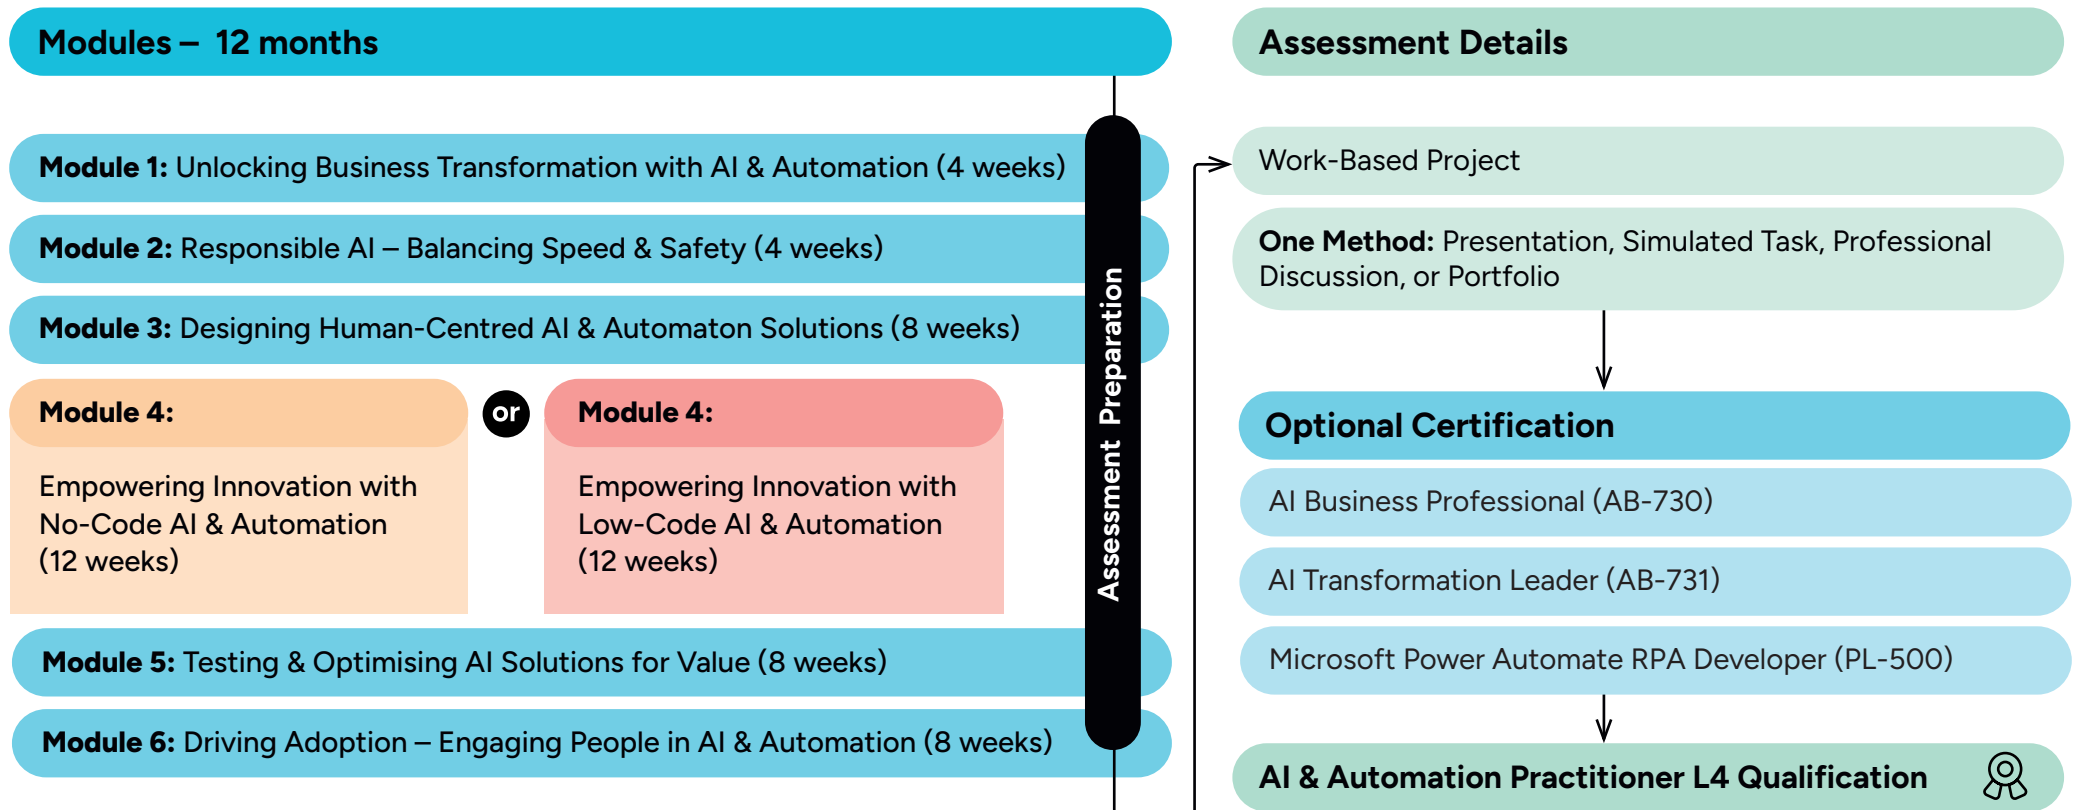 Modules – 12 months
Module 1: Unlocking Business Transformation with AI & Automation (4 weeks)
Module 2: Responsible AI – Balancing Speed & Safety (4 weeks)
Module 3: Designing Human-Centred AI & Automaton Solutions (8 weeks)
Module 4:
Empowering Innovation with
No-Code AI & Automation
(12 weeks)
or
Module 4:
Empowering Innovation with
Low-Code AI & Automation
(12 weeks)
Module 5: Testing & Optimising AI Solutions for Value (8 weeks)
Module 6: Driving Adoption – Engaging People in AI & Automation (8 weeks)
Assessment Preparation
Assessment Details
Work-Based Project
One Method: Presentation, Simulated Task, Professional
Discussion, or Portfolio
Optional Certification
AI Business Professional (AB-730)
AI Transformation Leader (AB-731)
Microsoft Power Automate RPA Developer (PL-500)
AI & Automation Practitioner L4 Qualification